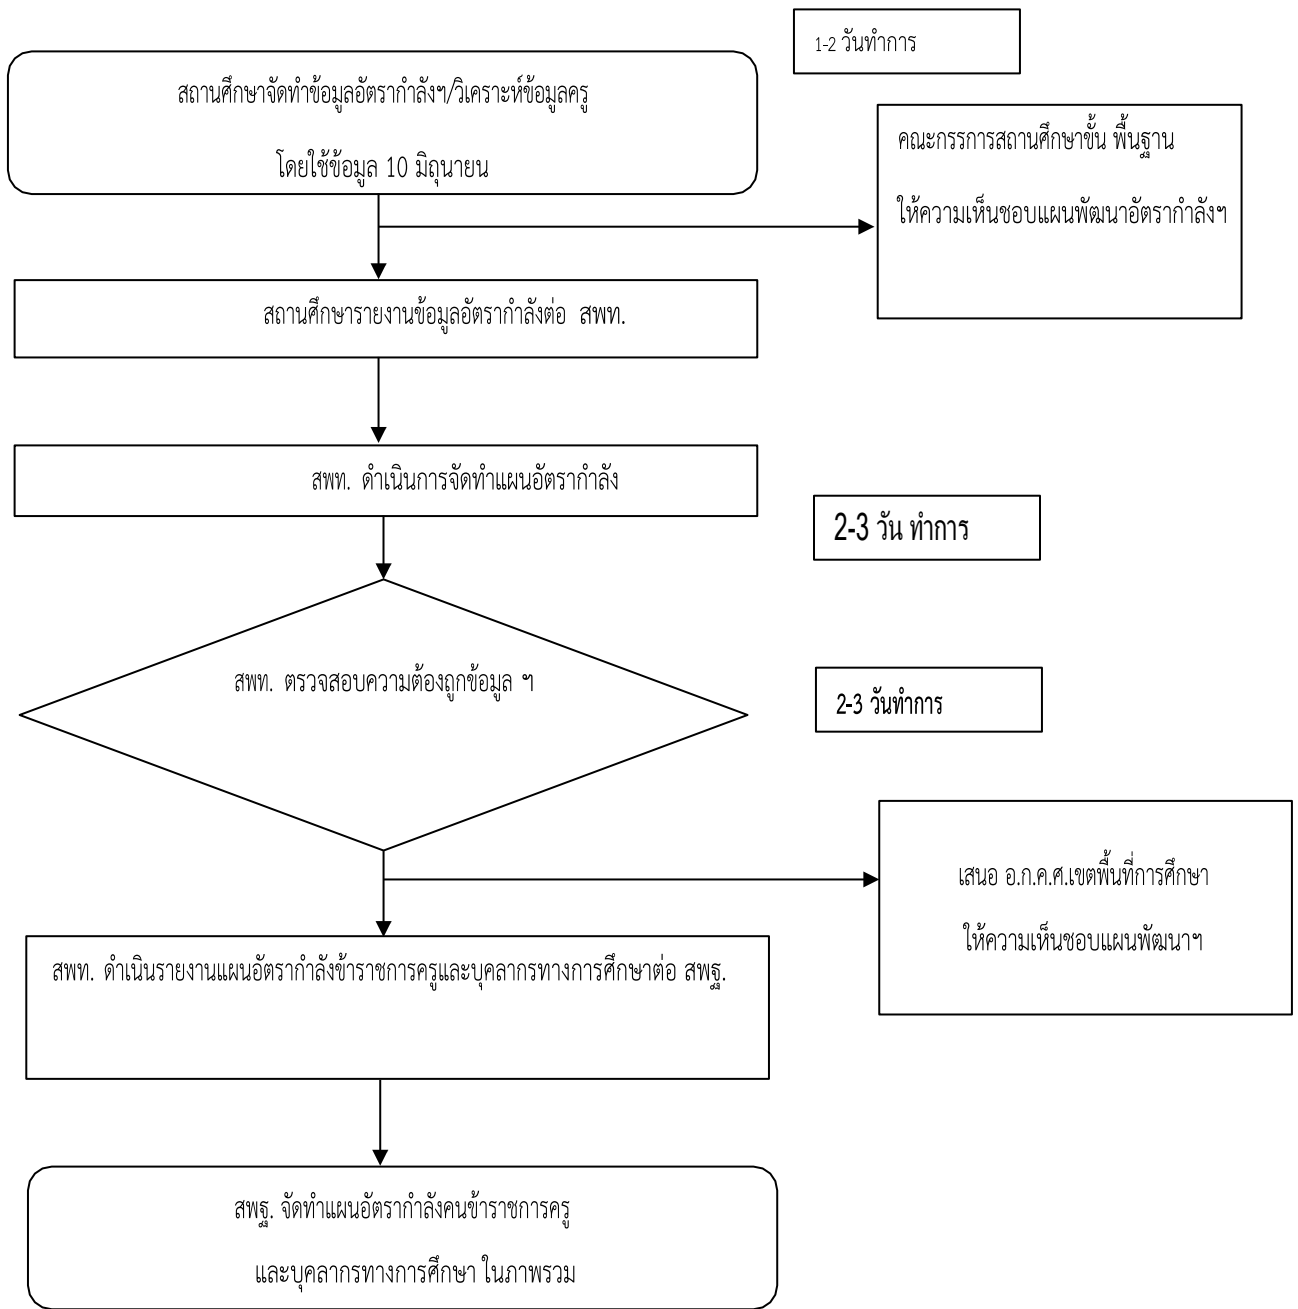 1-2 วันทำการ
สถานศึกษาจัดทำข้อมูลอัตรากำลังฯ/วิเคราะห์ข้อมูลครู
โดยใช้ข้อมูล 10 มิถุนายน
คณะกรรการสถานศึกษาขั้น พื้นฐาน
ให้ความเห็นชอบแผนพัฒนาอัตรากำลังฯ
สถานศึกษารายงานข้อมูลอัตรากำลังต่อ สพท.
สพท. ดำเนินการจัดทำแผนอัตรากำลัง
2-3 วัน ทำการ
สพท. ตรวจสอบความต้องถูกข้อมูล ฯ
2-3 วันทำการ
เสนอ อ.ก.ค.ศ.เขตพื้นที่การศึกษา
ให้ความเห็นชอบแผนพัฒนาฯ
สพท. ดำเนินรายงานแผนอัตรากำลังข้าราชการครูและบุคลากรทางการศึกษาต่อ สพฐ.
สพฐ. จัดทำแผนอัตรากำลังคนข้าราชการครู
และบุคลากรทางการศึกษา ในภาพรวม